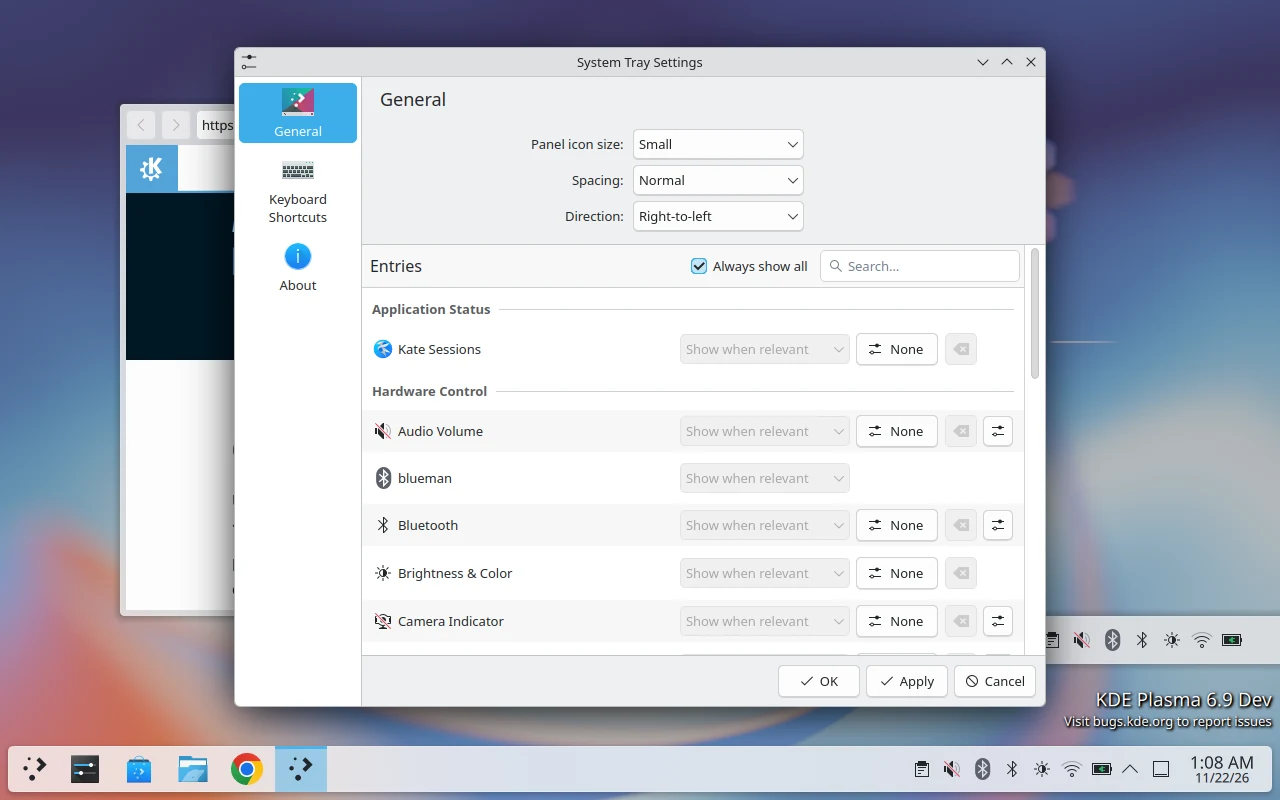 System Tray Settings
General
Keyboard
Shortcuts
About
General
Panel icon size:
Small
Spacing:
Normal
Direction:
Right-to-left
Entries
Always show all
Search...
Application Status
Kate Sessions
Show when relevant
None
Hardware Control
Audio Volume
Show when relevant
None
blueman
Show when relevant
Bluetooth
Show when relevant
None
Brightness & Color
Show when relevant
None
Camera Indicator
Show when relevant
None
OK
Apply
Cancel
https
KDE Plasma 6.9 Dev
Visit bugs.kde.org to report issues
1:08 AM
11/22/26